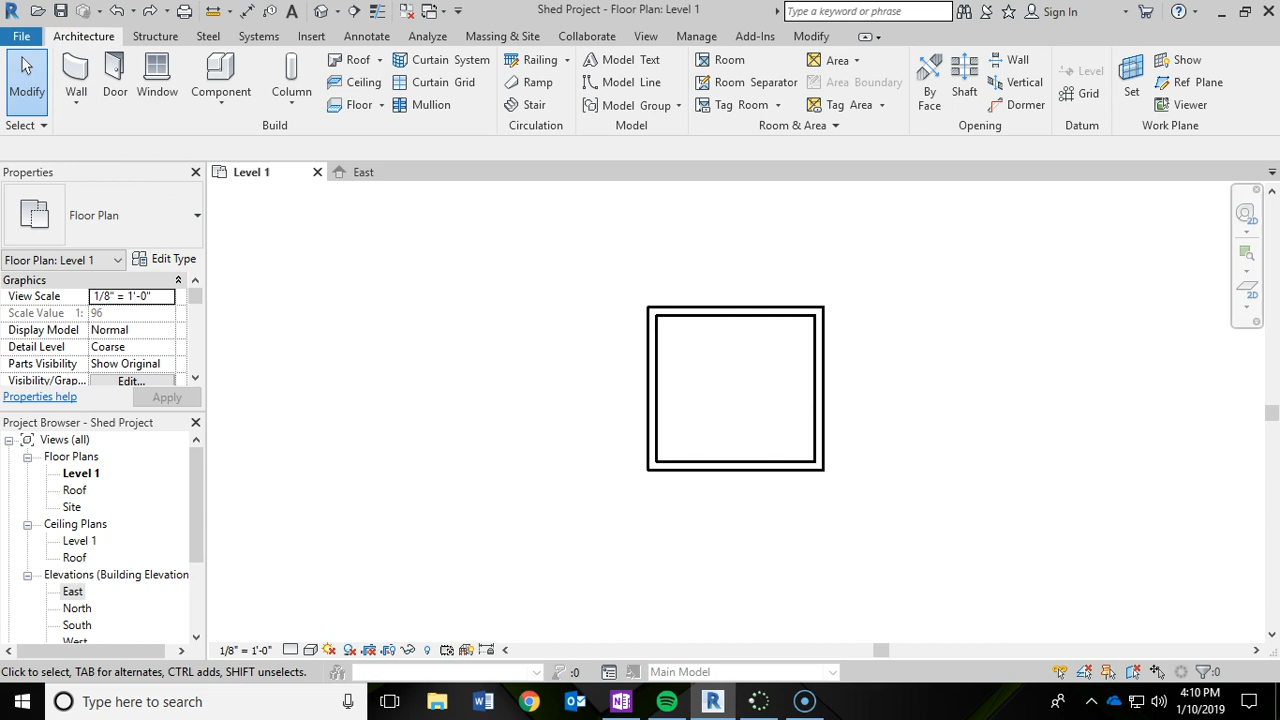 Shed Project - Floor Plan: Level 1
Type a keyword or phrase
Sign In
File
Architecture
Structure
Steel
Systems
Insert
Annotate
Analyze
Massing & Site
Collaborate
View
Manage
Add-Ins
Modify
Modify
Wall
Door
Window
Component
Column
Roof
Ceiling
Floor
Curtain System
Curtain Grid
Mullion
Railing
Ramp
Stair
Model Text
Model Line
Model Group
Room
Room Separator
Tag Room
Area
Area Boundary
Tag Area
By
Face
Shaft
Wall
Vertical
Dormer
Level
Grid
Set
Show
Ref Plane
Viewer
Select
Build
Circulation
Model
Room & Area
Opening
Datum
Work Plane
Properties
Level 1
East
Floor Plan
Floor Plan: Level 1
Edit Type
Graphics
View Scale 1/8" = 1'-0"
Scale Value 1: 96
Display Model Normal
Detail Level Coarse
Parts Visibility Show Original
Visibility/Grap... Edit...
Properties help
Apply
Project Browser - Shed Project
Views (all)
Floor Plans
Level 1
Roof
Site
Ceiling Plans
Level 1
Roof
Elevations (Building Elevation
East
North
South
West
2D
2D
1/8" = 1'-0"
Click to select, TAB for alternates, CTRL adds, SHIFT unselects.
:0
Main Model
:0
Type here to search
4:10 PM
1/10/2019